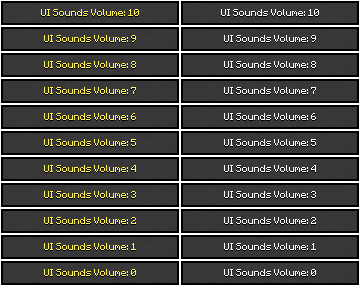 UI Sounds Volume: 10 UI Sounds Volume: 10
UI Sounds Volume: 9 UI Sounds Volume: 9
UI Sounds Volume: 8 UI Sounds Volume: 8
UI Sounds Volume: 7 UI Sounds Volume: 7
UI Sounds Volume: 6 UI Sounds Volume: 6
UI Sounds Volume: 5 UI Sounds Volume: 5
UI Sounds Volume: 4 UI Sounds Volume: 4
UI Sounds Volume: 3 UI Sounds Volume: 3
UI Sounds Volume: 2 UI Sounds Volume: 2
UI Sounds Volume: 1 UI Sounds Volume: 1
UI Sounds Volume: 0 UI Sounds Volume: 0